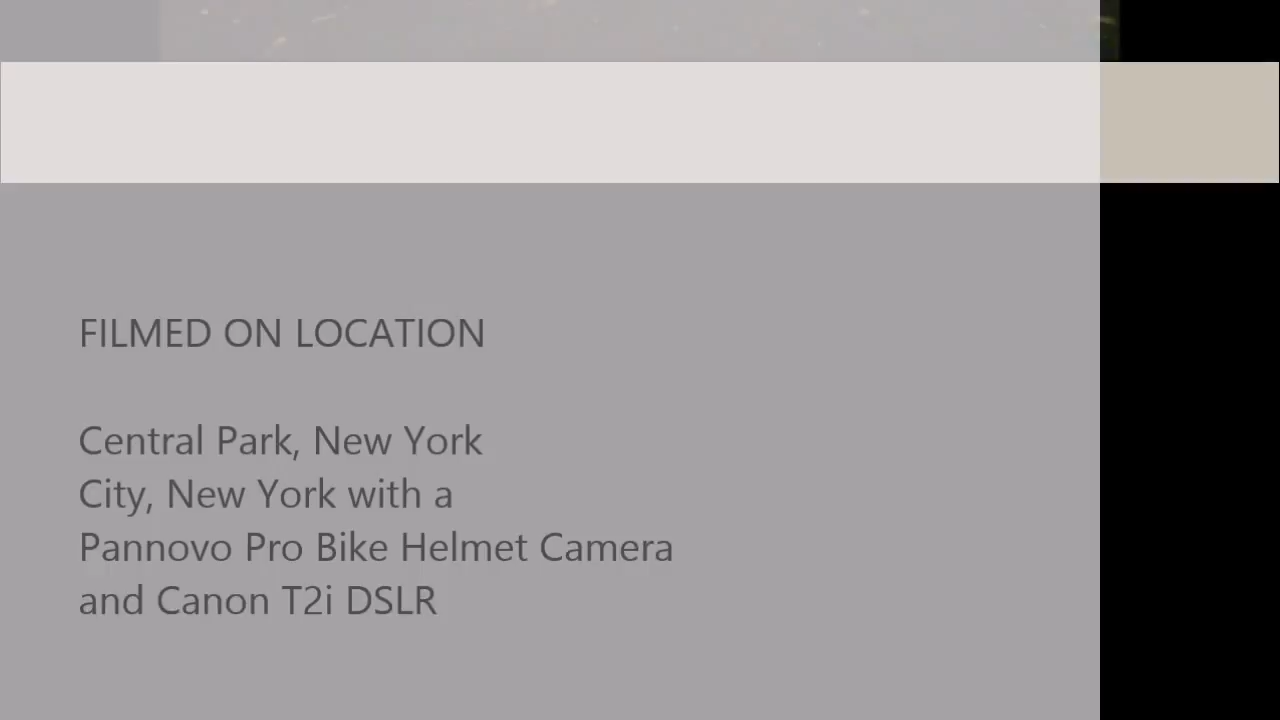 FILMED ON LOCATION
Central Park, New York
City, New York with a
Pannovo Pro Bike Helmet Camera
and Canon T2i DSLR